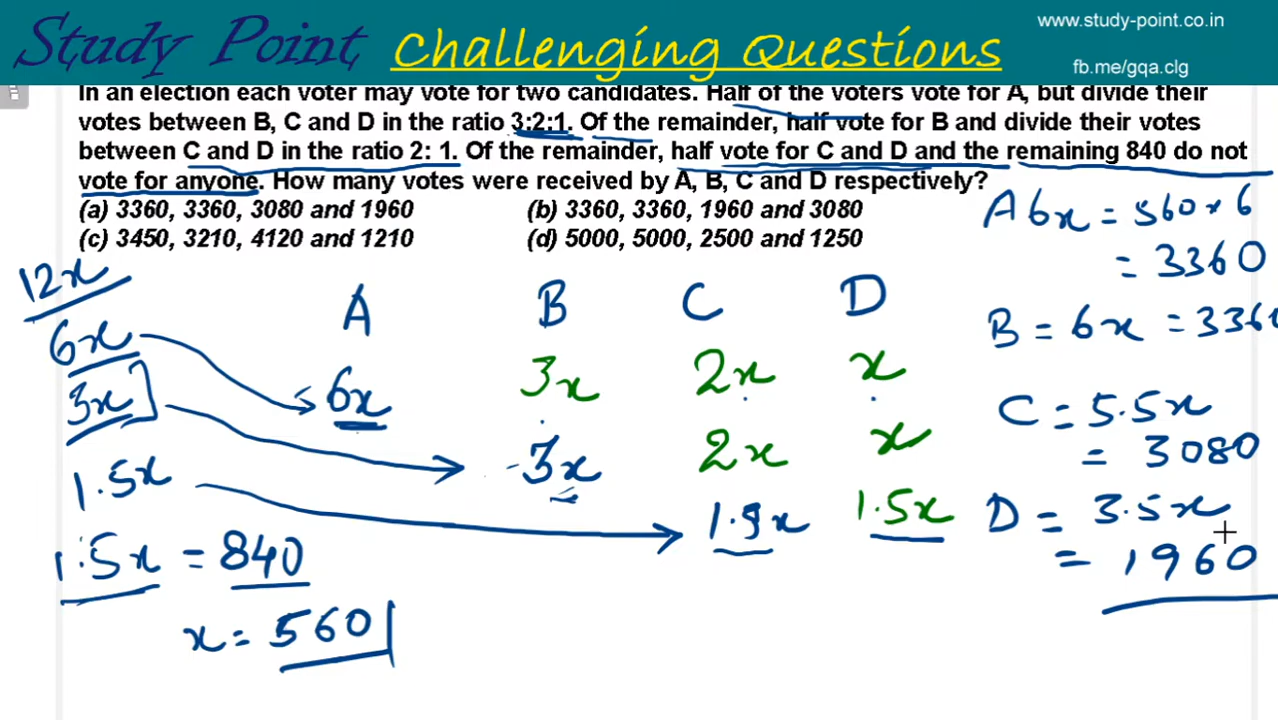 Study Point Challenging Questions
www.study-point.co.in
fb.me/gqa.clg
In an election each voter may vote for two candidates. Half of the voters vote for A, but divide their
votes between B, C and D in the ratio 3:2:1. Of the remainder, half vote for B and divide their votes
between C and D in the ratio 2: 1. Of the remainder, half vote for C and D and the remaining 840 do not
vote for anyone. How many votes were received by A, B, C and D respectively?
(a) 3360, 3360, 3080 and 1960 (b) 3360, 3360, 1960 and 3080
(c) 3450, 3210, 4120 and 1210 (d) 5000, 5000, 2500 and 1250
12x
A B C D
6x 6x 3x 2x x
3x 3x 2x x
1.5x 1.5x 1.5x
1.5x = 840
x = 560
A 6x = 560 × 6
= 3360
B = 6x = 3360
C = 5.5x
= 3080
D = 3.5x
= 1960